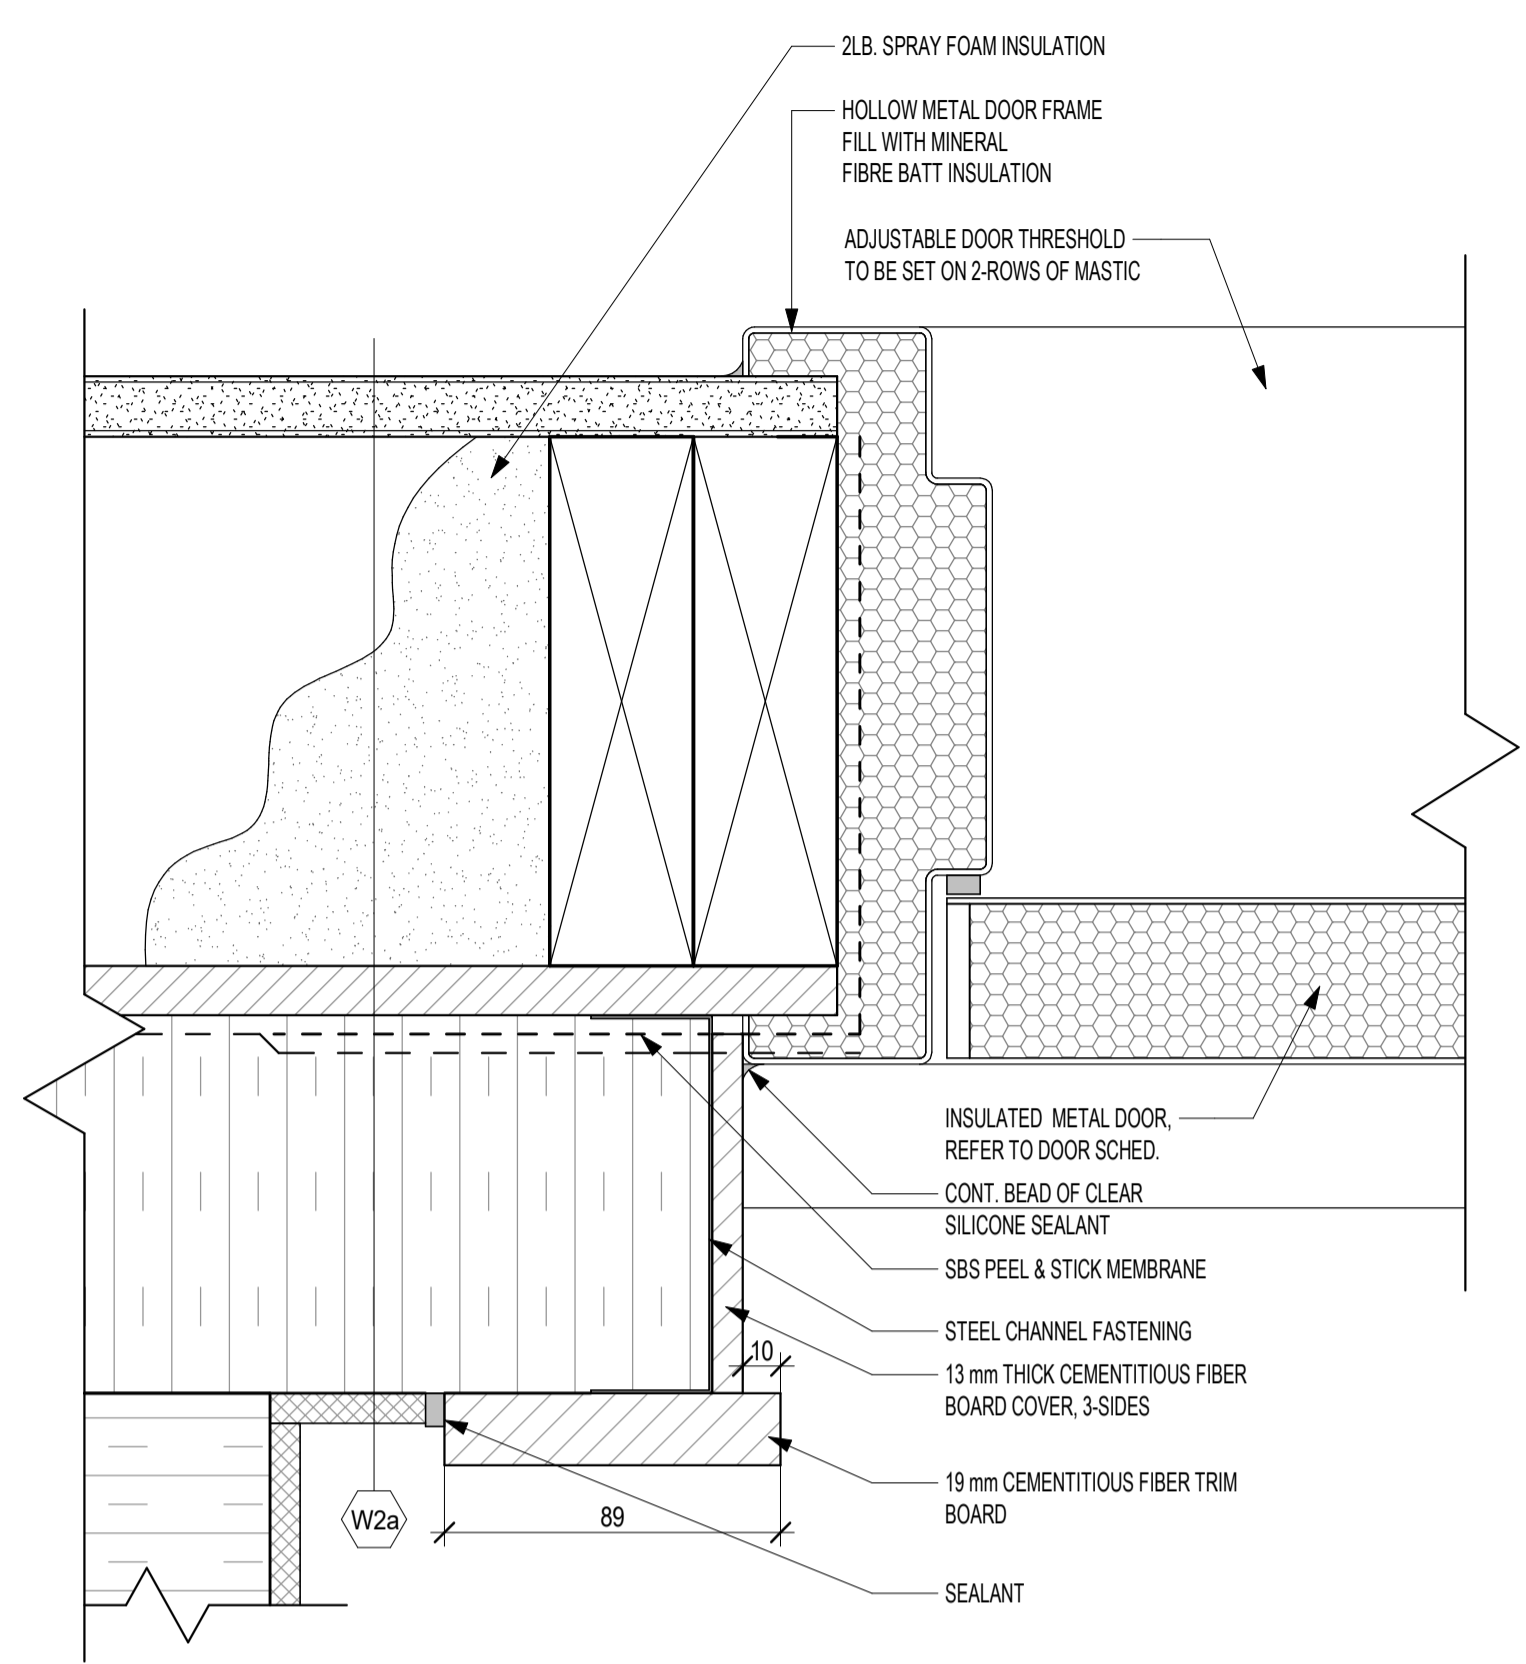 2LB. SPRAY FOAM INSULATION
HOLLOW METAL DOOR FRAME
FILL WITH MINERAL
FIBRE BATT INSULATION
ADJUSTABLE DOOR THRESHOLD
TO BE SET ON 2-ROWS OF MASTIC
INSULATED METAL DOOR,
REFER TO DOOR SCHED.
CONT. BEAD OF CLEAR
SILICONE SEALANT
SBS PEEL & STICK MEMBRANE
STEEL CHANNEL FASTENING
10
13 mm THICK CEMENTITIOUS FIBER
BOARD COVER, 3-SIDES
19 mm CEMENTITIOUS FIBER TRIM
BOARD
89
W2a
SEALANT